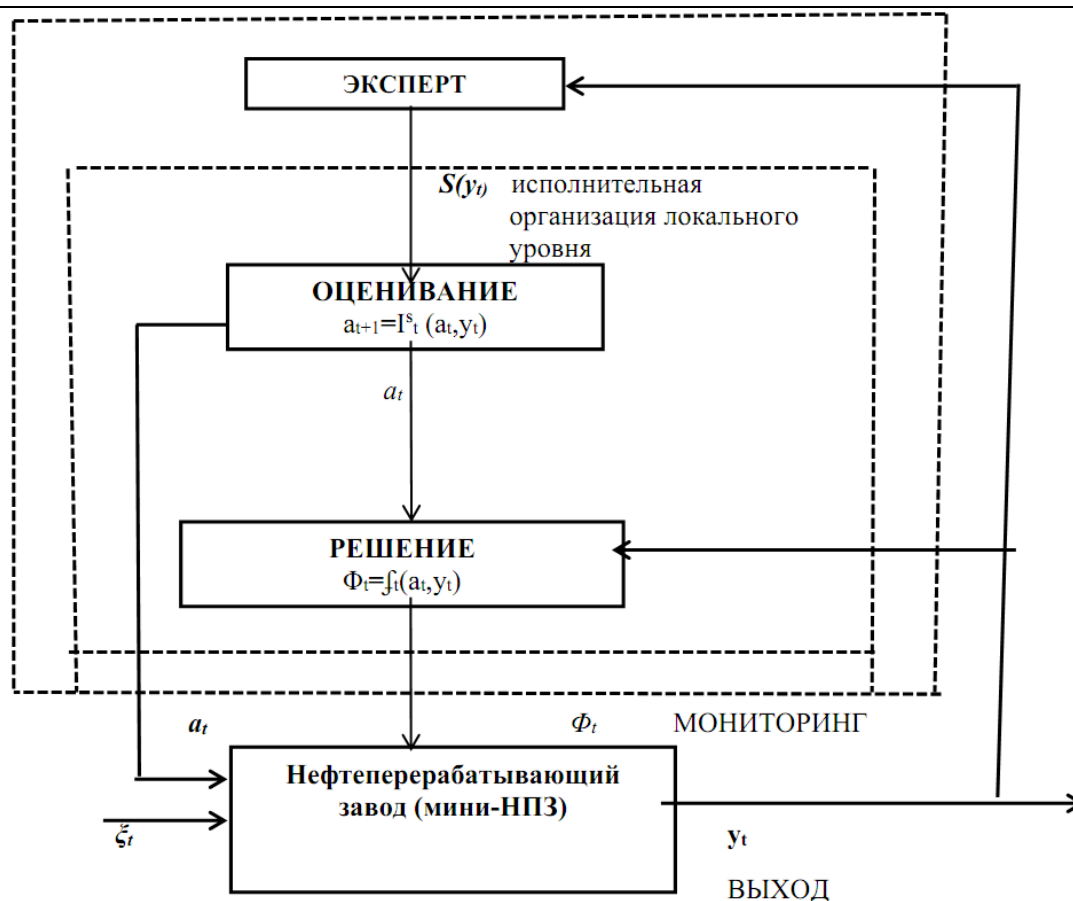 ЭКСПЕРТ
S(yt) исполнительная
организация локального
уровня
ОЦЕНИВАНИЕ
at+1=Ist (at,yt)
at
РЕШЕНИЕ
Φt=ʄt(at,yt)
at
Φt МОНИТОРИНГ
Нефтеперерабатывающий
завод (мини-НПЗ)
ξt
yt
ВЫХОД